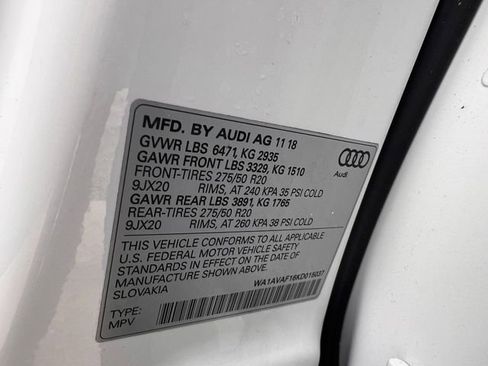 MFD. BY AUDI AG 11 18
GVWR LBS 6471, KG 2935
GAWR FRONT LBS 3329, KG 1510
FRONT-TIRES 275/50 R20
9JX20 RIMS, AT 240 KPA 35 PSI COLD
GAWR REAR LBS 3891, KG 1765
REAR-TIRES 275/50 R20
9JX20 RIMS, AT 260 KPA 38 PSI COLD
Audi
THIS VEHICLE CONFORMS TO ALL APPLICABLE
U.S. FEDERAL MOTOR VEHICLE SAFETY
STANDARDS IN EFFECT ON THE DATE OF
MANUFACTURE SHOWN ABOVE.
SLOVAKIA WA1AVAF16KD015037
TYPE:
MPV